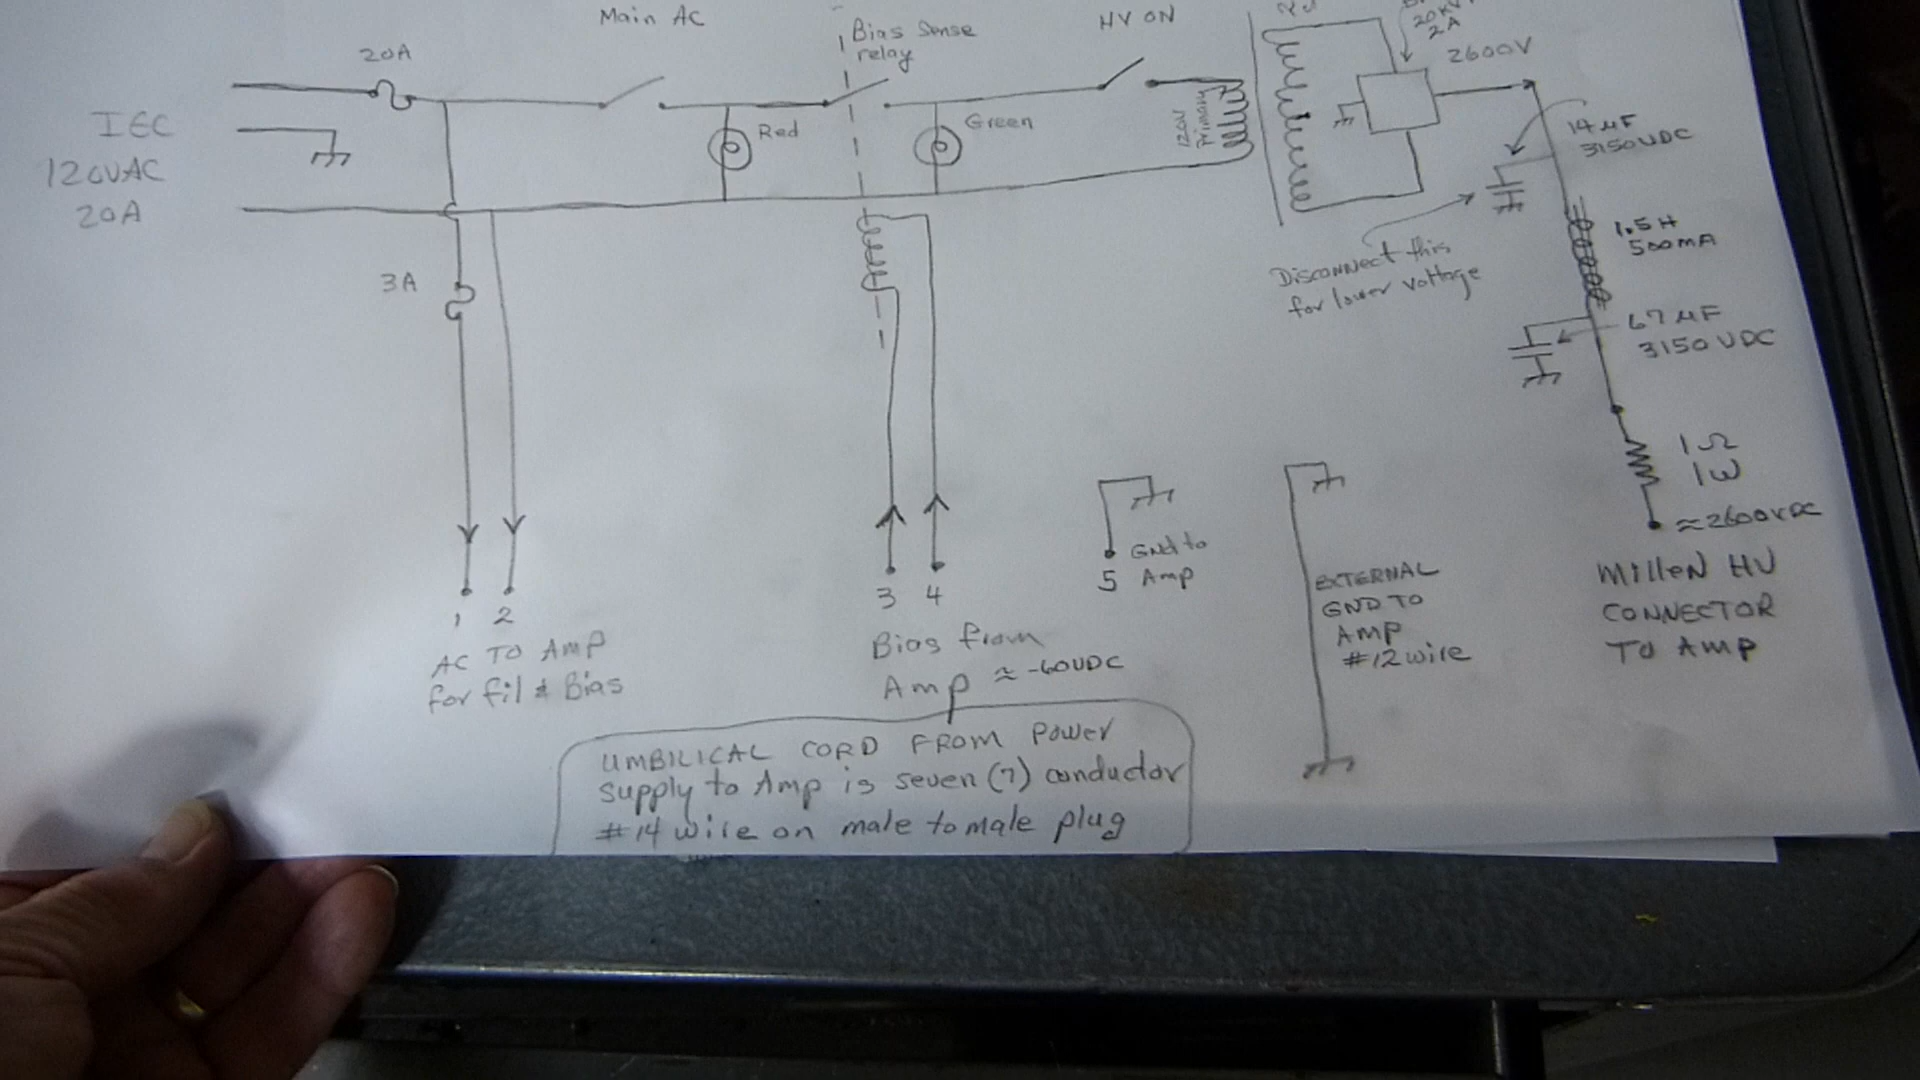 Main AC
Bias Sense
relay
HV ON
20KV
2A
2600V
20A
IEC
120VAC
20A
Red
Green
120V
Primary
14 µF
3150VDC
Disconnect this
for lower voltage
1.5 H
500mA
3A
67 µF
3150 VDC
1Ω
1W
≈2600VDC
Millen HV
CONNECTOR
TO AMP
1 2
AC TO AMP
for fil & Bias
3 4
Bias from
Amp ≈ -60VDC
5
Gnd to
Amp
EXTERNAL
GND TO
AMP
#12 wire
UMBILICAL CORD FROM Power
supply to Amp is seven (7) conductor
#14 wire on male to male plug